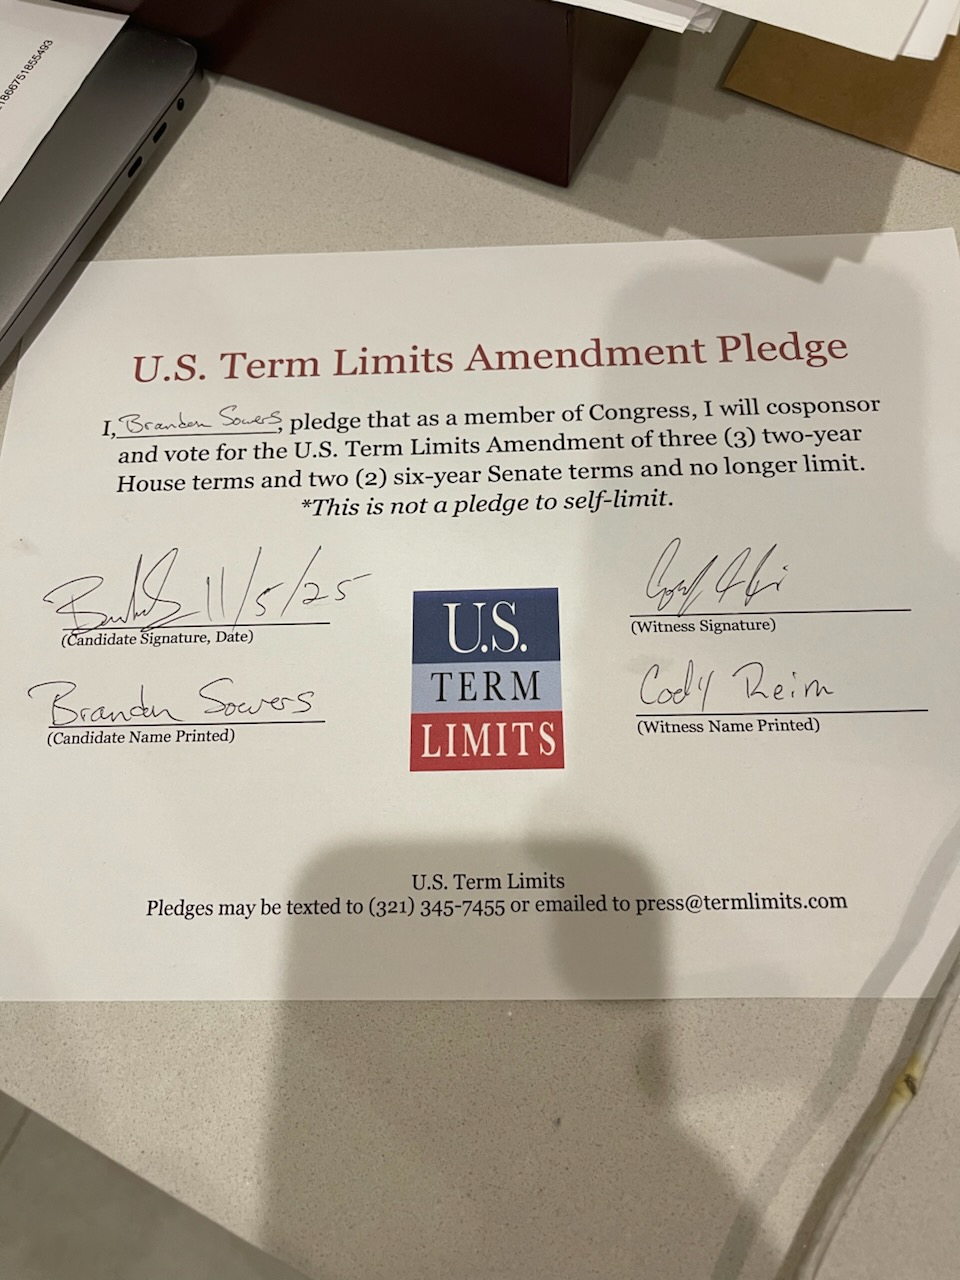 218667518554​93
U.S. Term Limits Amendment Pledge
I, Branden Sowers, pledge that as a member of Congress, I will cosponsor
and vote for the U.S. Term Limits Amendment of three (3) two-year
House terms and two (2) six-year Senate terms and no longer limit.
*This is not a pledge to self-limit.
11/5/25
(Candidate Signature, Date)
(Witness Signature)
Branden Sowers
(Candidate Name Printed)
Cody Reim
(Witness Name Printed)
U.S.
TERM
LIMITS
U.S. Term Limits
Pledges may be texted to (321) 345-7455 or emailed to press@termlimits.com